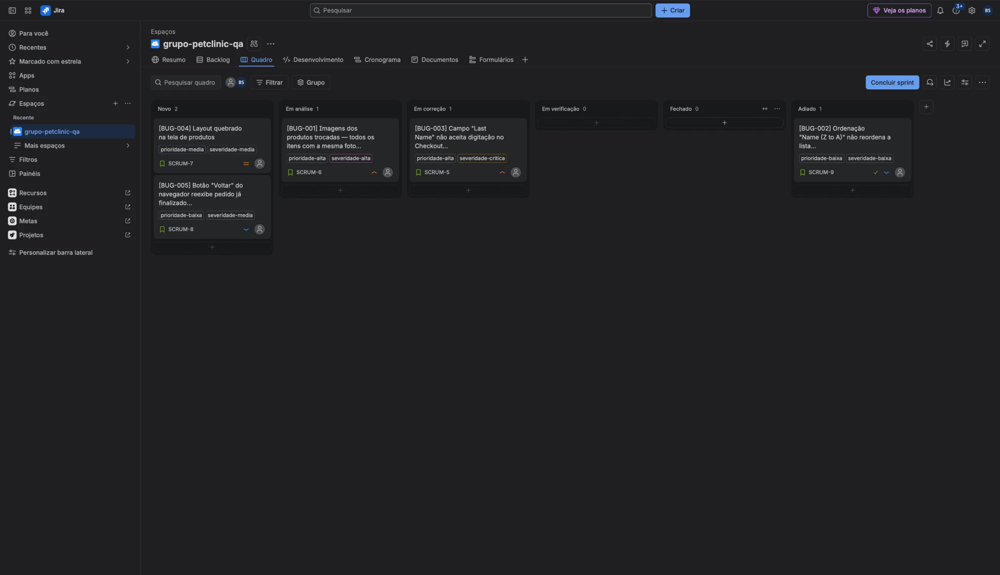 Jira
Pesquisar
Criar
Veja os planos
3+
BS
Para você
Recentes
Marcado com estrela
Apps
Planos
Espaços
Recente
grupo-petclinic-qa
Mais espaços
Filtros
Painéis
Recursos
Equipes
Metas
Projetos
Personalizar barra lateral
Espaços
grupo-petclinic-qa
Resumo
Backlog
Quadro
Desenvolvimento
Cronograma
Documentos
Formulários
Pesquisar quadro
BS
Filtrar
Grupo
Concluir sprint
Novo 2
[BUG-004] Layout quebrado
na tela de produtos
prioridade-media severidade-media
SCRUM-7
[BUG-005] Botão "Voltar" do
navegador reexibe pedido já
finalizado...
prioridade-baixa severidade-media
SCRUM-8
Em análise 1
[BUG-001] Imagens dos
produtos trocadas — todos os
itens com a mesma foto...
prioridade-alta severidade-alta
SCRUM-6
Em correção 1
[BUG-003] Campo "Last
Name" não aceita digitação no
Checkout...
prioridade-alta severidade-critica
SCRUM-5
Em verificação 0
Fechado 0
Adiado 1
[BUG-002] Ordenação
"Name (Z to A)" não reordena a
lista...
prioridade-baixa severidade-baixa
SCRUM-9